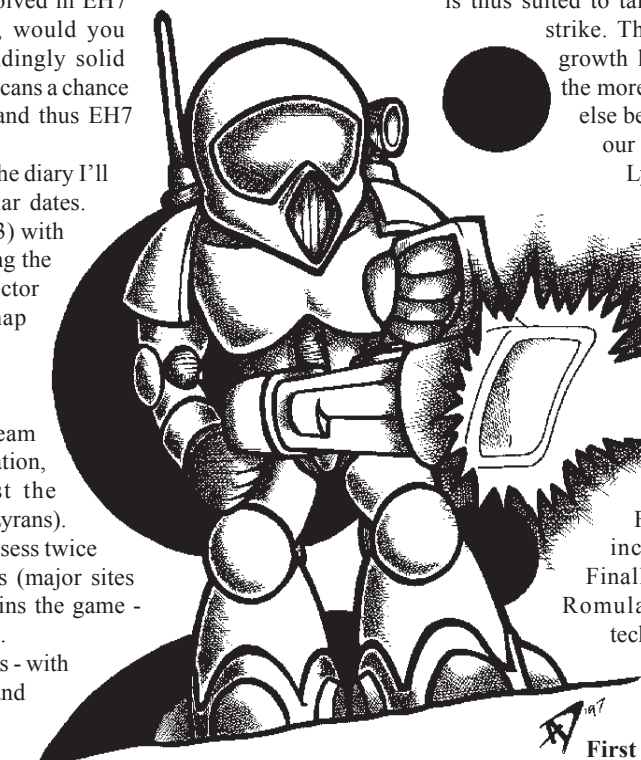 olved in EH7
, would you
dingly solid
cans a chance
and thus EH7
he diary I'll
ar dates.
3) with
ng the
ctor
nap
eam
ation,
st the
yrans).
sess twice
s (major sites
ins the game -
.
s - with
and
is thus suited to ta
strike. Th
growth
the more
else be
our
Ly
inc
Finall
Romula
tech
'97
First